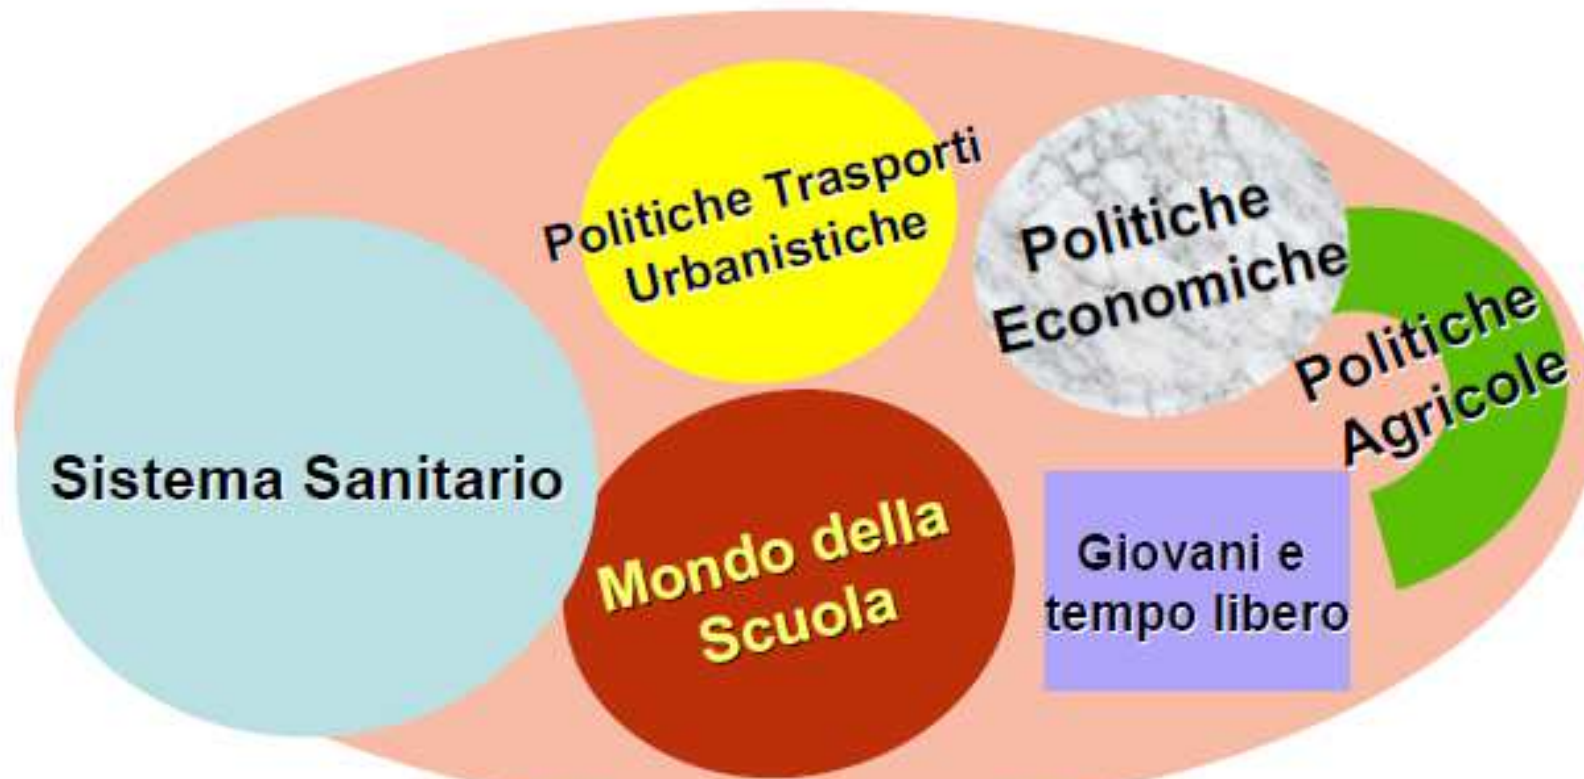 Politiche Trasporti
Urbanistiche
Politiche
Economiche
Politiche
Agricole
Sistema Sanitario
Mondo della
Scuola
Giovani e
tempo libero